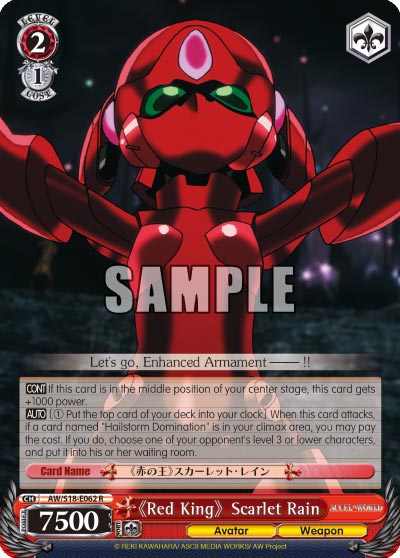 LEVEL
2
1
COST
SAMPLE
Let's go, Enhanced Armament —— !!
CONT If this card is in the middle position of your center stage, this card gets
+1000 power.
AUTO [① Put the top card of your deck into your clock] When this card attacks,
if a card named "Hailstorm Domination" is in your climax area, you may pay
the cost. If you do, choose one of your opponent's level 3 or lower characters,
and put it into his or her waiting room.
Card Name 《赤の王》スカーレット・レイン
CH AW/S18-E062 R
POWER 7500 《Red King》 Scarlet Rain ACCEL WORLD
Avatar Weapon
© REKI KAWAHARA/ ASCII MEDIA WORKS/ AW Project